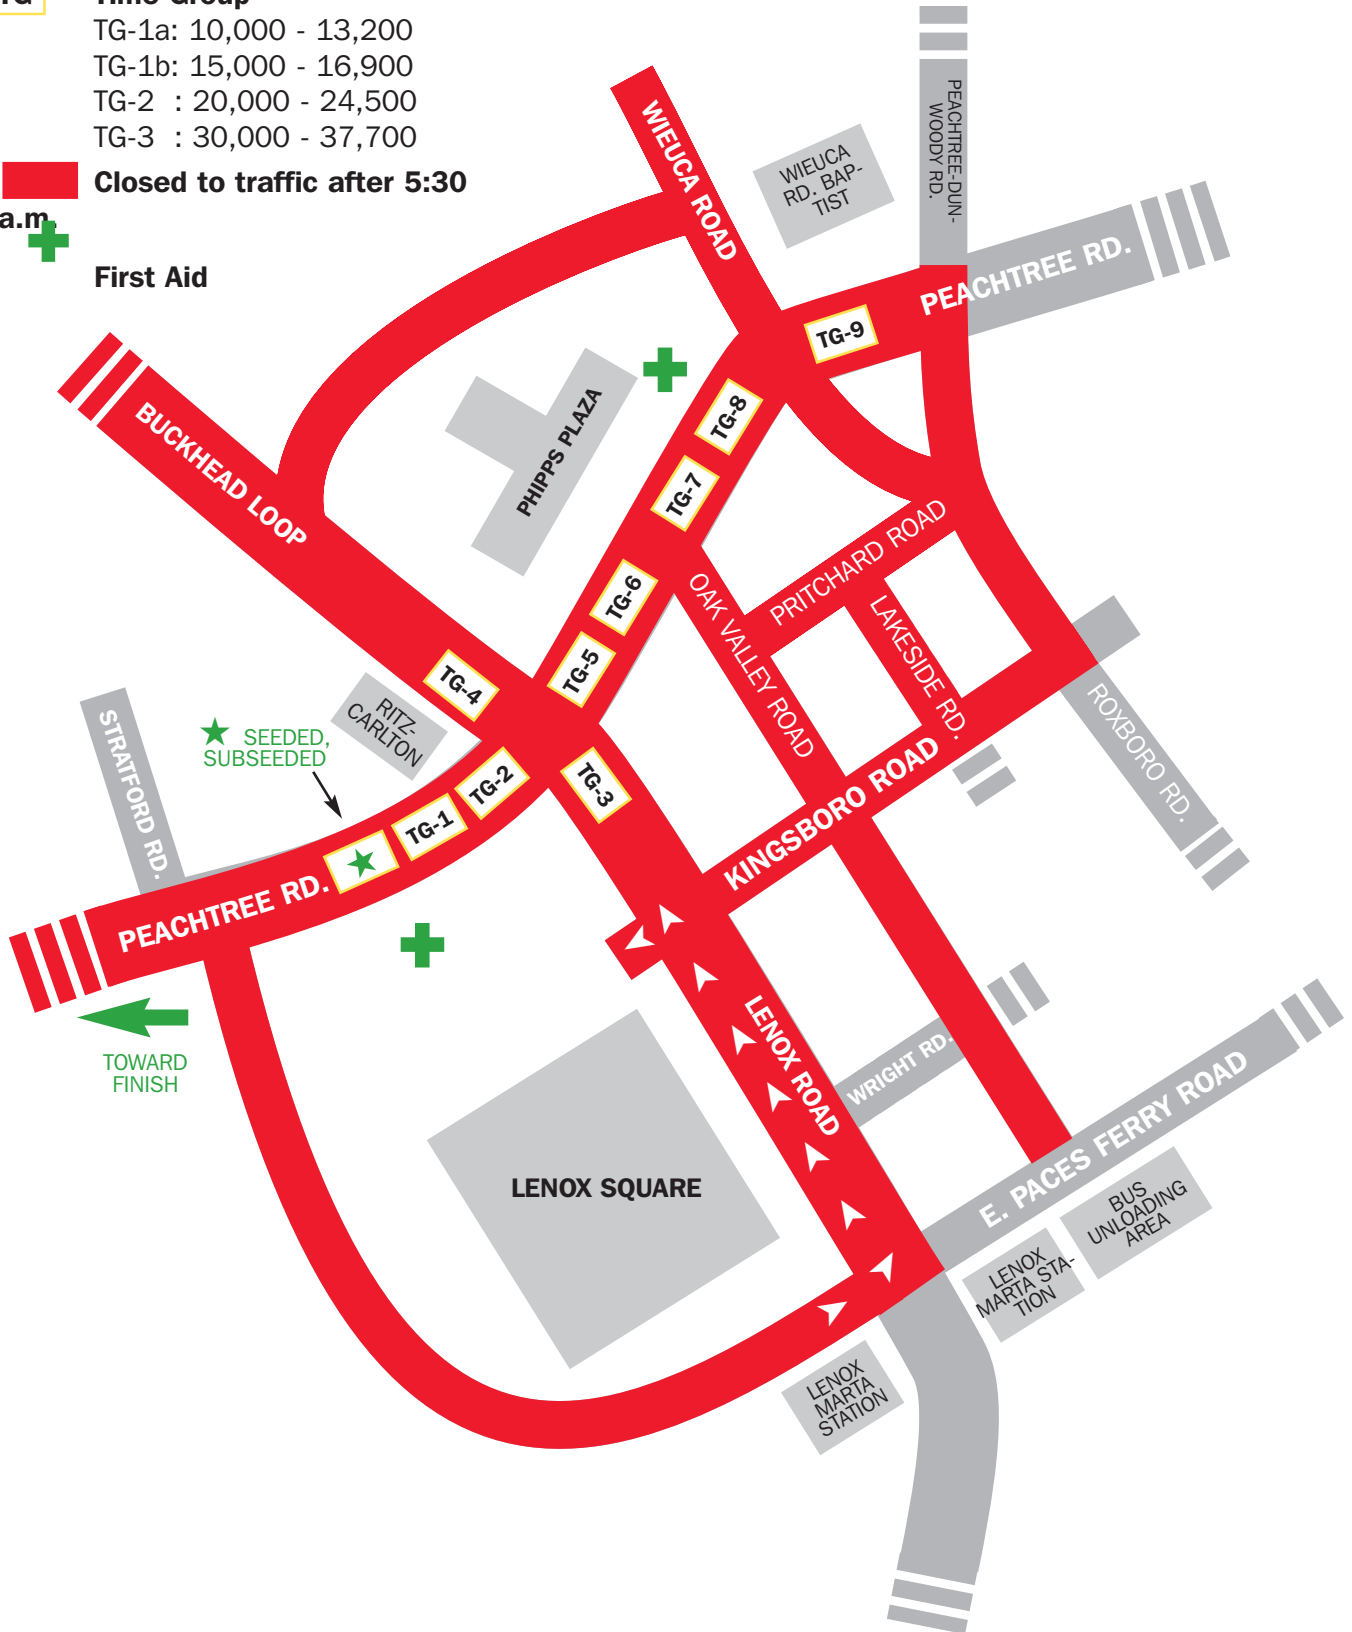 TG
Time Group
TG-1a: 10,000 - 13,200
TG-1b: 15,000 - 16,900
TG-2 : 20,000 - 24,500
TG-3 : 30,000 - 37,700
Closed to traffic after 5:30
a.m.
First Aid
WIEUCA ROAD
WIEUCA
RD. BAP-
TIST
PEACHTREE-DUN-
WOODY RD.
PEACHTREE RD.
TG-9
TG-8
TG-7
TG-6
TG-5
TG-4
BUCKHEAD LOOP
PHIPPS PLAZA
OAK VALLEY ROAD
PRITCHARD ROAD
LAKESIDE RD.
ROXBORO RD.
KINGSBORO ROAD
STRATFORD RD.
SEEDED,
SUBSEEDED
RITZ-
CARLTON
TG-3
TG-2
TG-1
PEACHTREE RD.
TOWARD
FINISH
LENOX ROAD
WRIGHT RD.
LENOX SQUARE
E. PACES FERRY ROAD
BUS
UNLOADING
AREA
LENOX
MARTA STA-
TION
LENOX
MARTA
STATION